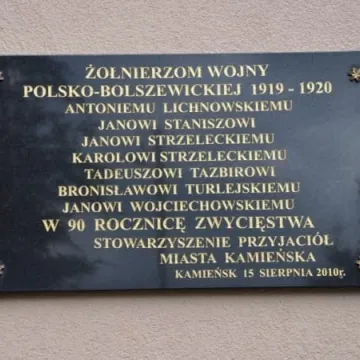 ŻOŁNIERZOM WOJNY
POLSKO-BOLSZEWICKIEJ 1919 - 1920
ANTONIEMU LICHNOWSKIEMU
JANOWI STANISZOWI
JANOWI STRZELECKIEMU
KAROLOWI STRZELECKIEMU
TADEUSZOWI TAZBIROWI
BRONISŁAWOWI TURLEJSKIEMU
JANOWI WOJCIECHOWSKIEMU
W 90 ROCZNICĘ ZWYCIĘSTWA
STOWARZYSZENIE PRZYJACIÓŁ
MIASTA KAMIEŃSKA
KAMIEŃSK 15 SIERPNIA 2010r.